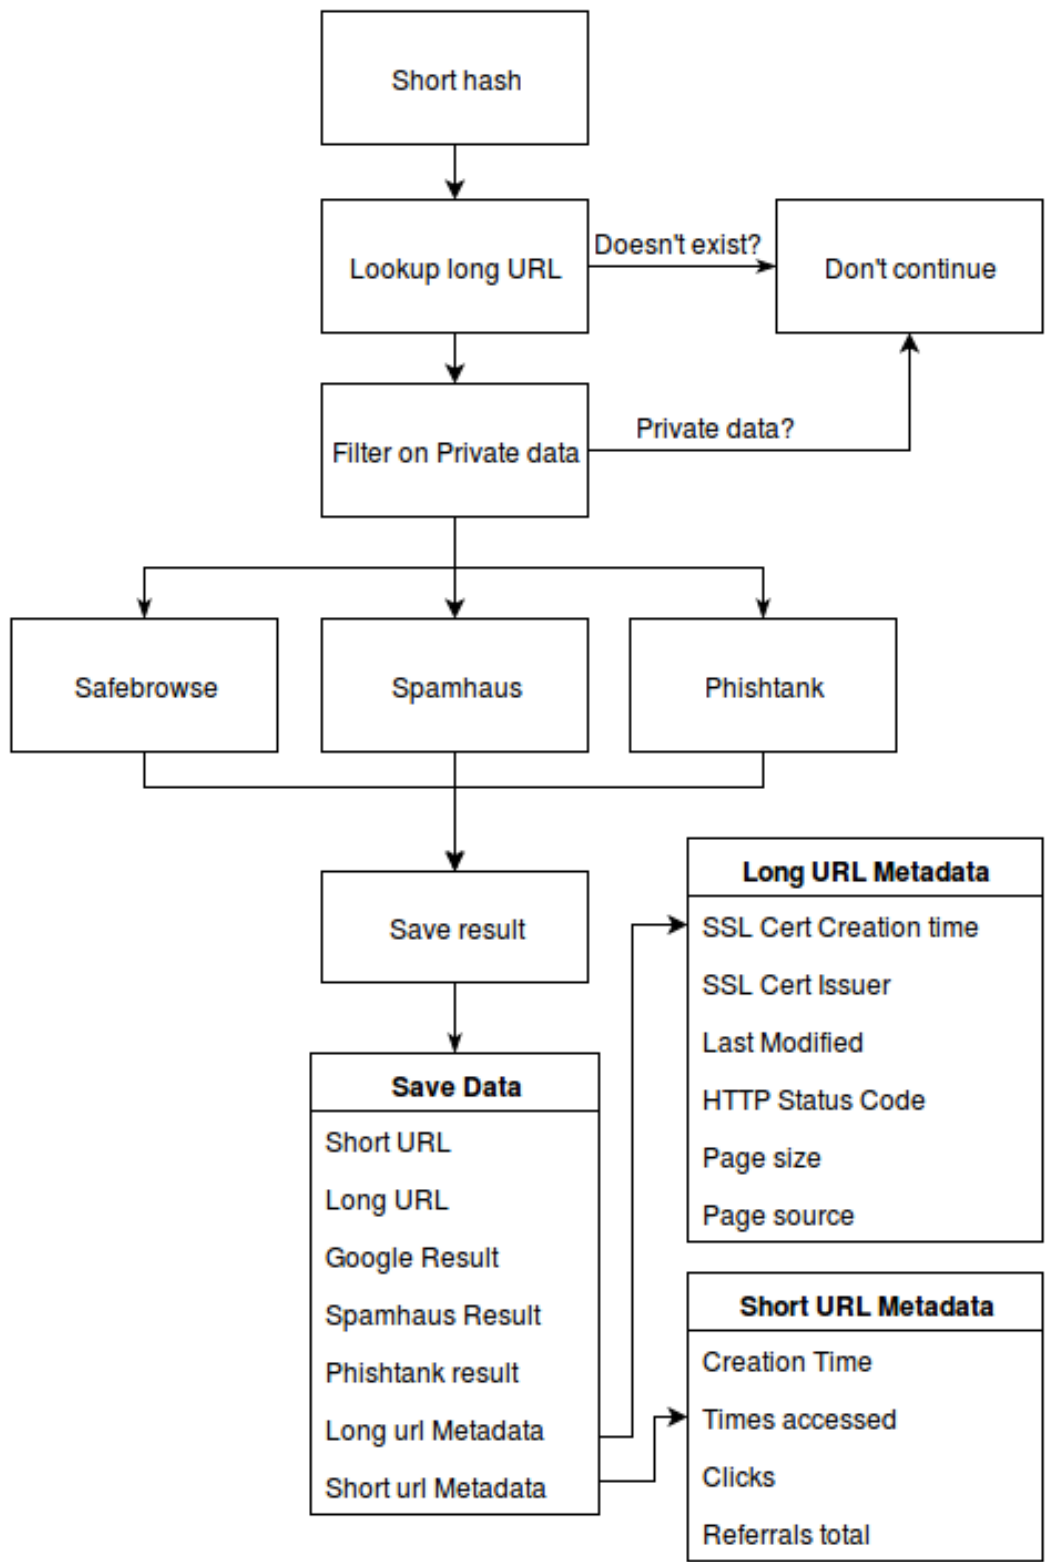 Short hash
Lookup long URL
Doesn't exist?
Don't continue
Filter on Private data
Private data?
Safebrowse
Spamhaus
Phishtank
Save result
Save Data
Short URL
Long URL
Google Result
Spamhaus Result
Phishtank result
Long url Metadata
Short url Metadata
Long URL Metadata
SSL Cert Creation time
SSL Cert Issuer
Last Modified
HTTP Status Code
Page size
Page source
Short URL Metadata
Creation Time
Times accessed
Clicks
Referrals total